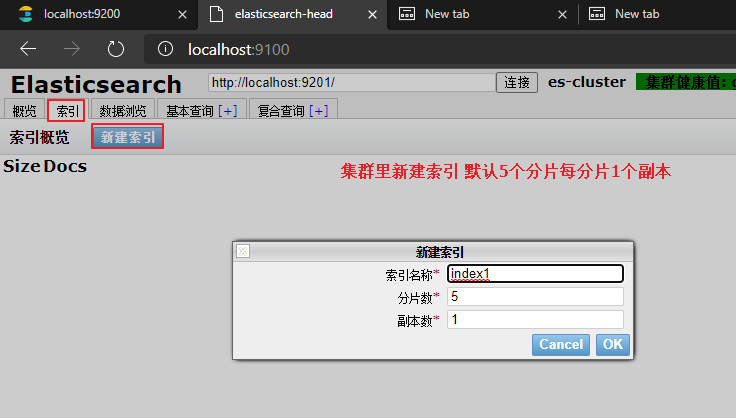 localhost:9200
elasticsearch-head
New tab
New tab
localhost:9100
Elasticsearch
http://localhost:9201/
连接
es-cluster
集群健康值:
概览
索引
数据浏览
基本查询 [+]
复合查询 [+]
索引概览
新建索引
Size Docs
集群里新建索引 默认5个分片每分片1个副本
新建索引
索引名称*
index1
分片数*
5
副本数*
1
Cancel
OK